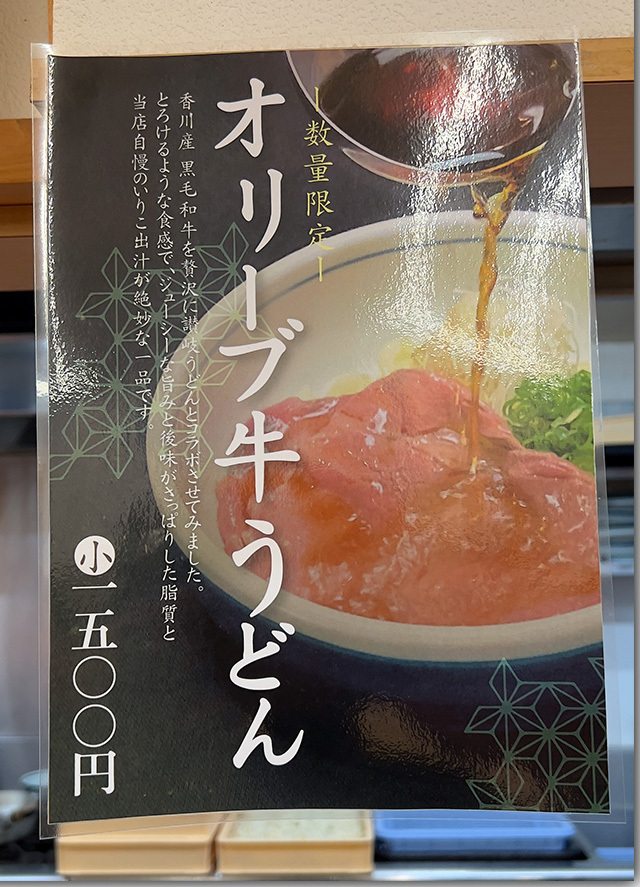 ー数量限定ー
オリーブ牛うどん
香川産 黒毛和牛を贅沢に讃岐うどんとコラボさせてみました。
とろけるような食感で、ジューシーな旨みと後味がさっぱりした脂質と
当店自慢のいりこ出汁が絶妙な一品です。
小一五〇〇円